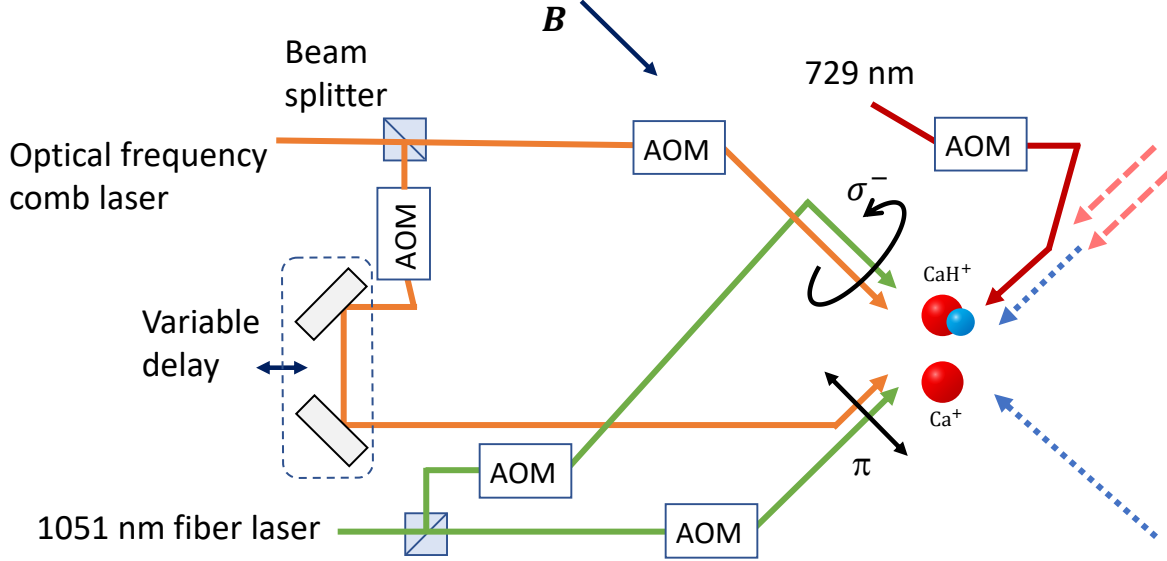 B
Beam
splitter
729 nm
Optical frequency
comb laser
AOM
AOM
AOM
σ⁻
CaH⁺
Variable
delay
Ca⁺
AOM
π
1051 nm fiber laser
AOM